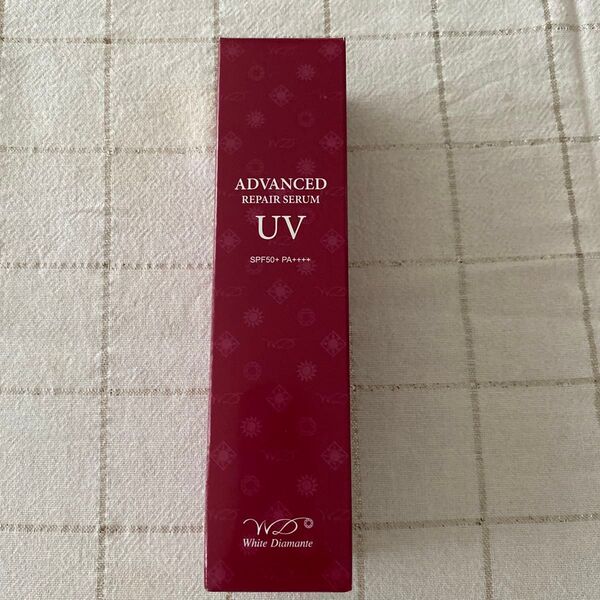 ADVANCED
REPAIR SERUM
UV
SPF50+ PA++++
WD
White Diamante